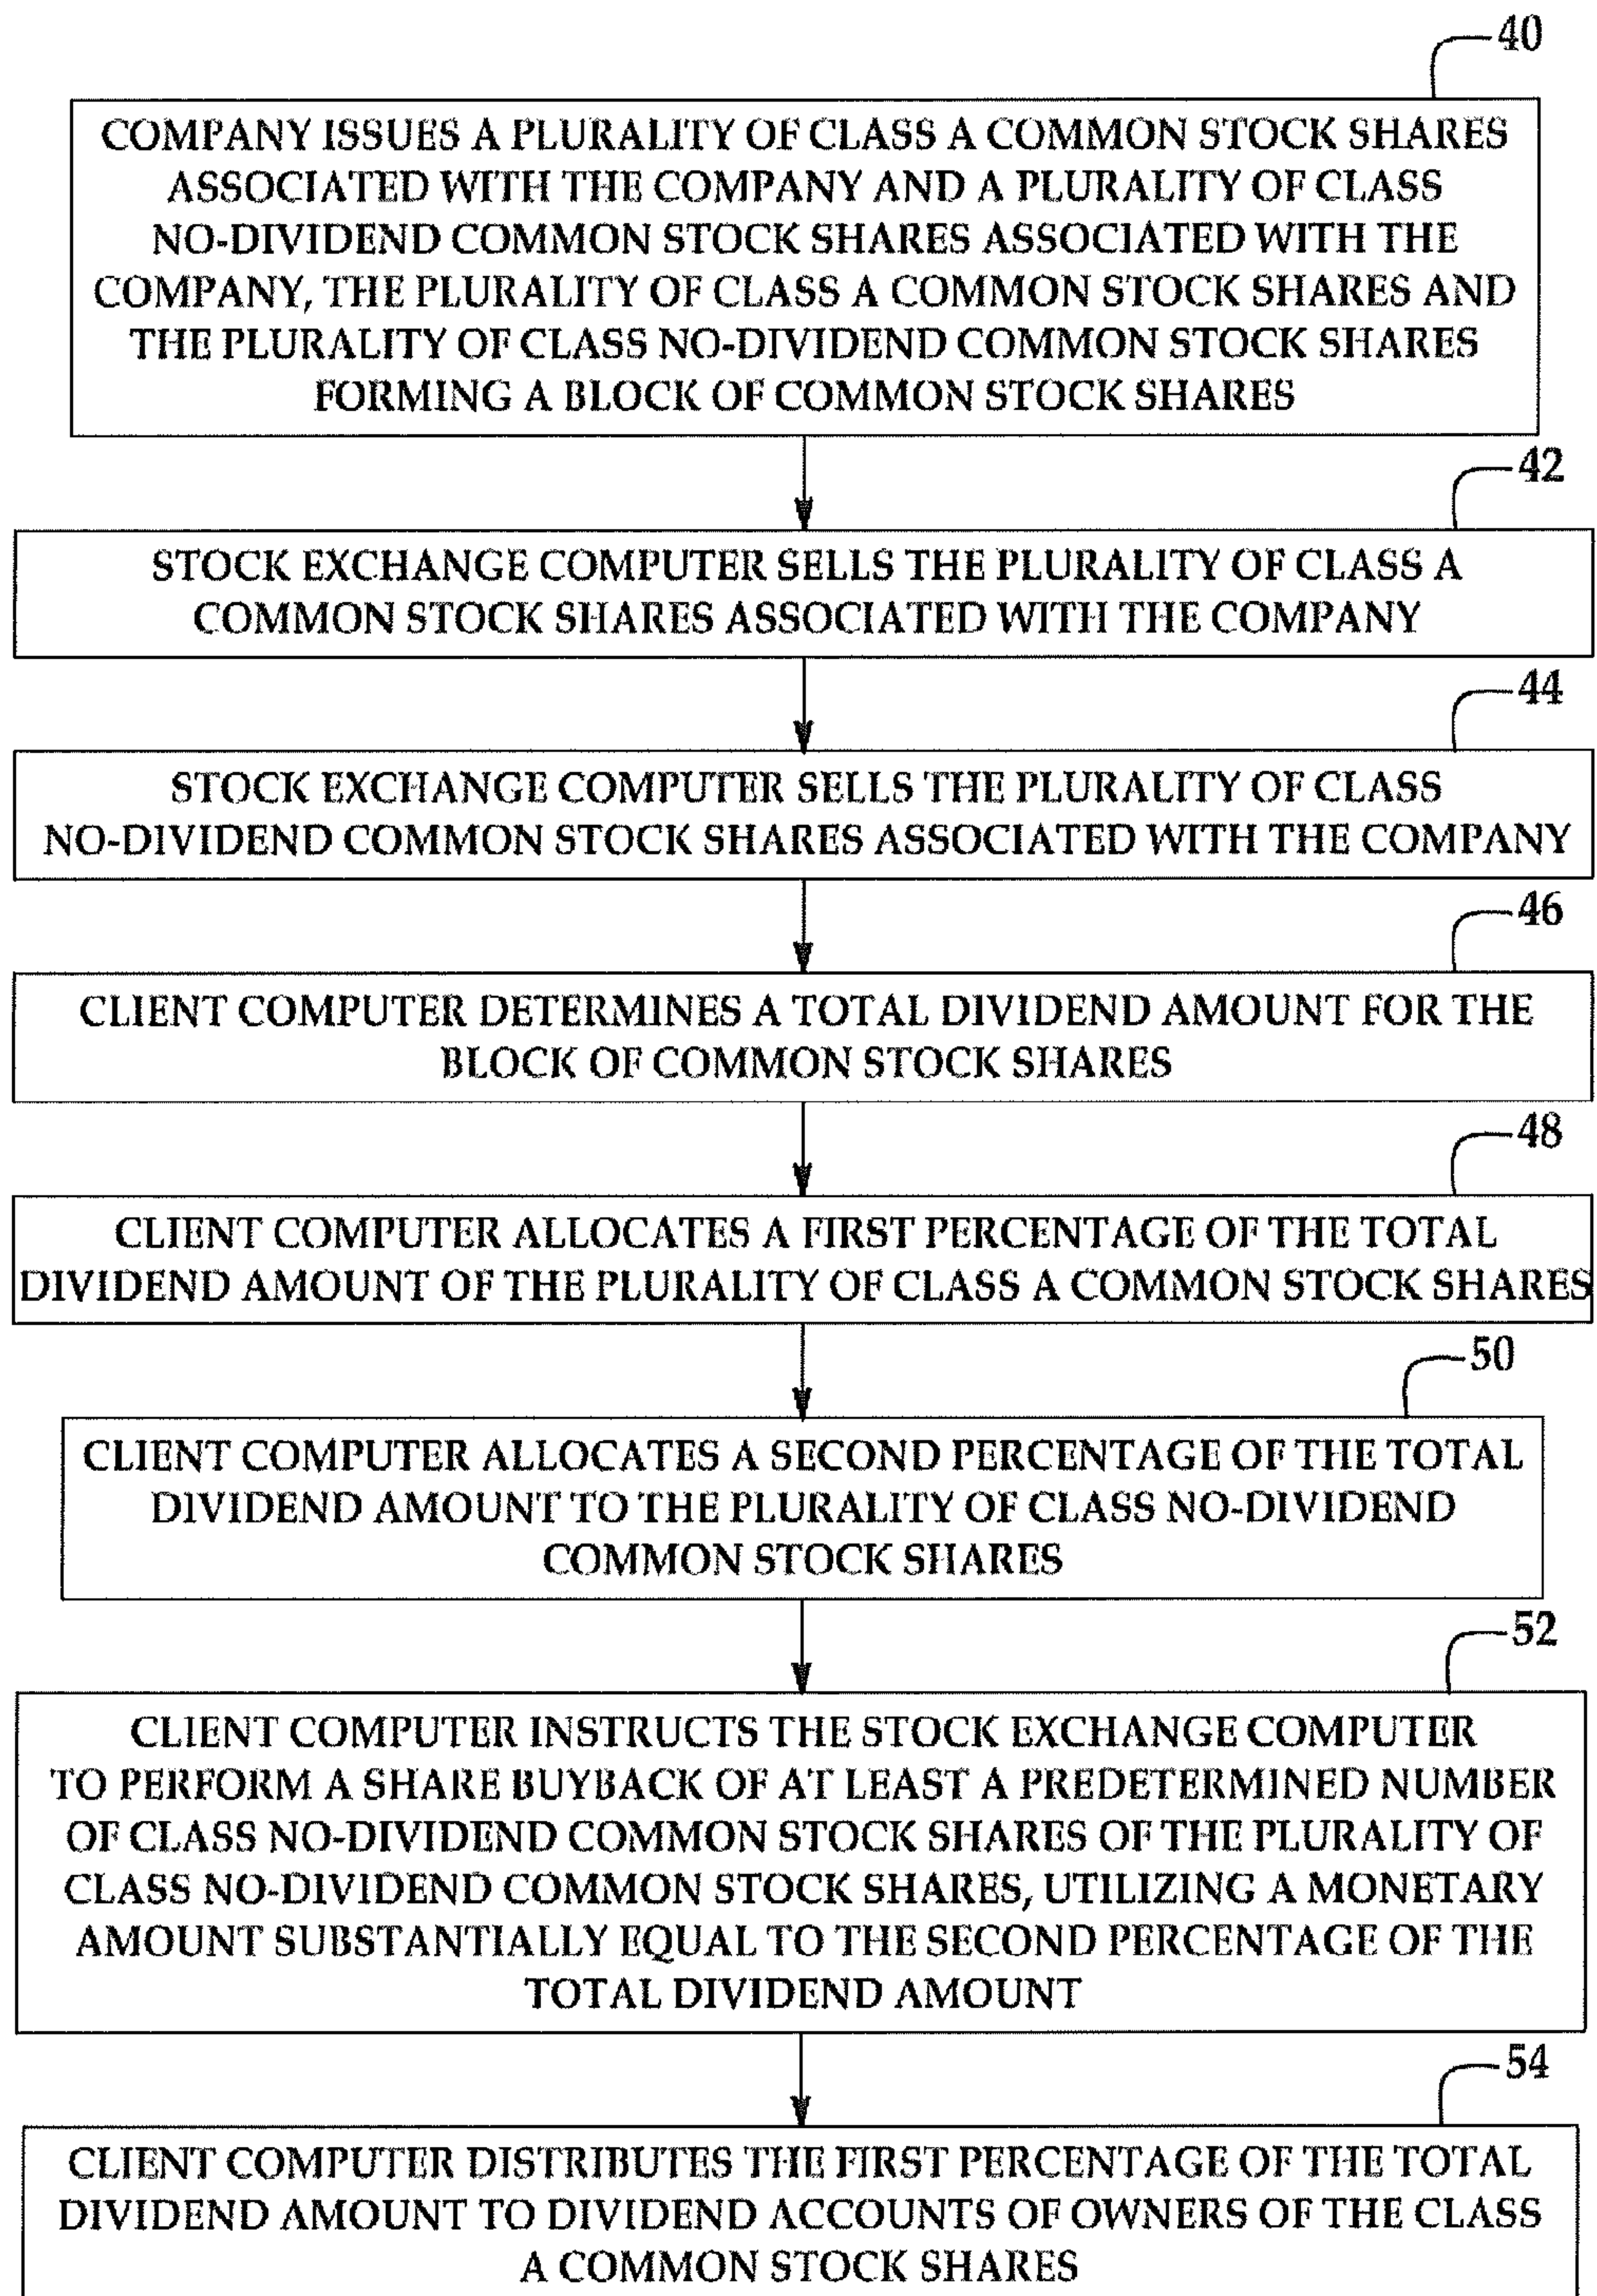 40
COMPANY ISSUES A PLURALITY OF CLASS A COMMON STOCK SHARES
ASSOCIATED WITH THE COMPANY AND A PLURALITY OF CLASS
NO-DIVIDEND COMMON STOCK SHARES ASSOCIATED WITH THE
COMPANY, THE PLURALITY OF CLASS A COMMON STOCK SHARES AND
THE PLURALITY OF CLASS NO-DIVIDEND COMMON STOCK SHARES
FORMING A BLOCK OF COMMON STOCK SHARES
42
STOCK EXCHANGE COMPUTER SELLS THE PLURALITY OF CLASS A
COMMON STOCK SHARES ASSOCIATED WITH THE COMPANY
44
STOCK EXCHANGE COMPUTER SELLS THE PLURALITY OF CLASS
NO-DIVIDEND COMMON STOCK SHARES ASSOCIATED WITH THE COMPANY
46
CLIENT COMPUTER DETERMINES A TOTAL DIVIDEND AMOUNT FOR THE
BLOCK OF COMMON STOCK SHARES
48
CLIENT COMPUTER ALLOCATES A FIRST PERCENTAGE OF THE TOTAL
DIVIDEND AMOUNT OF THE PLURALITY OF CLASS A COMMON STOCK SHARES
50
CLIENT COMPUTER ALLOCATES A SECOND PERCENTAGE OF THE TOTAL
DIVIDEND AMOUNT TO THE PLURALITY OF CLASS NO-DIVIDEND
COMMON STOCK SHARES
52
CLIENT COMPUTER INSTRUCTS THE STOCK EXCHANGE COMPUTER
TO PERFORM A SHARE BUYBACK OF AT LEAST A PREDETERMINED NUMBER
OF CLASS NO-DIVIDEND COMMON STOCK SHARES OF THE PLURALITY OF
CLASS NO-DIVIDEND COMMON STOCK SHARES, UTILIZING A MONETARY
AMOUNT SUBSTANTIALLY EQUAL TO THE SECOND PERCENTAGE OF THE
TOTAL DIVIDEND AMOUNT
54
CLIENT COMPUTER DISTRIBUTES THE FIRST PERCENTAGE OF THE TOTAL
DIVIDEND AMOUNT TO DIVIDEND ACCOUNTS OF OWNERS OF THE CLASS
A COMMON STOCK SHARES